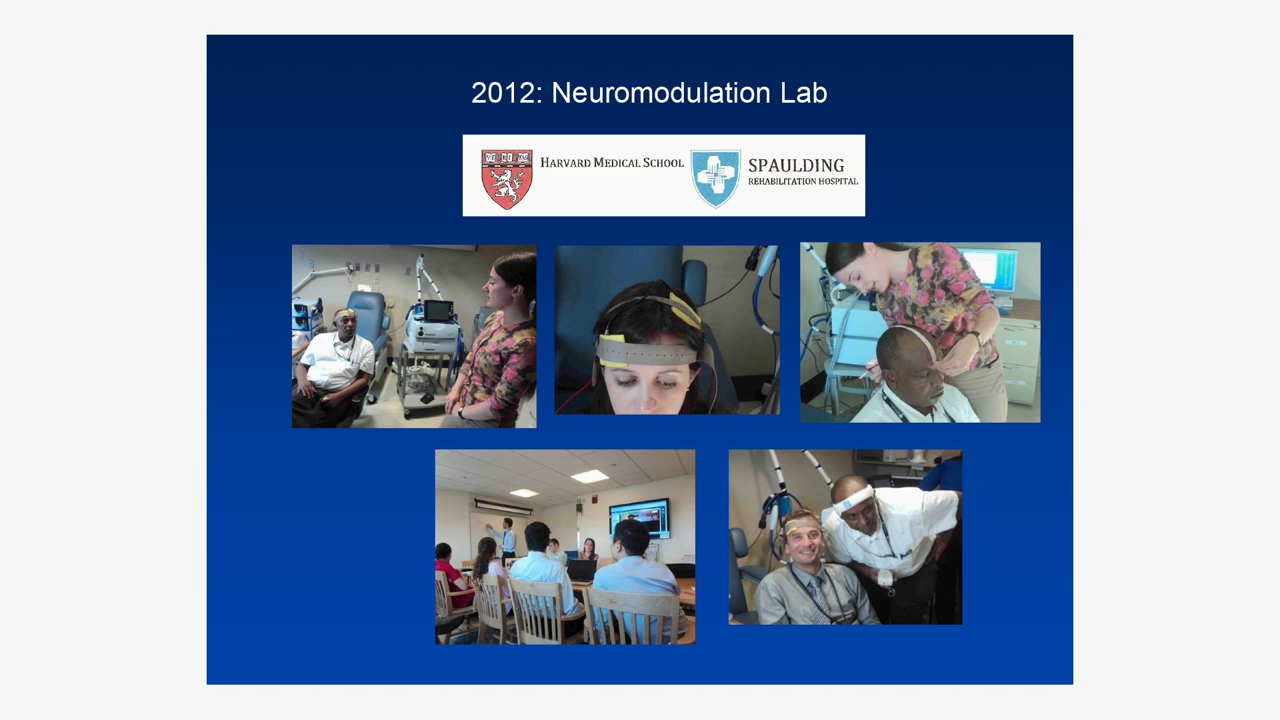 2012: Neuromodulation Lab
HARVARD MEDICAL SCHOOL
SPAULDING
REHABILITATION HOSPITAL